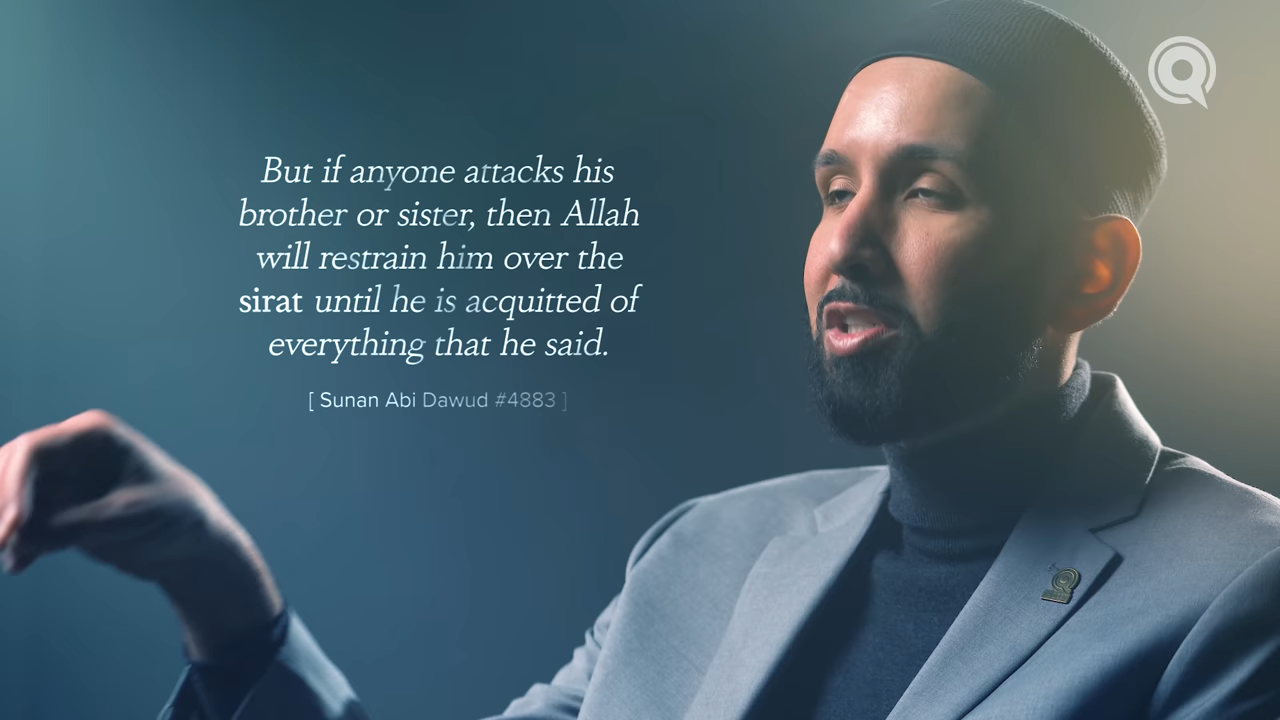 But if anyone attacks his
brother or sister, then Allah
will restrain him over the
sirat until he is acquitted of
everything that he said.
[ Sunan Abi Dawud #4883 ]